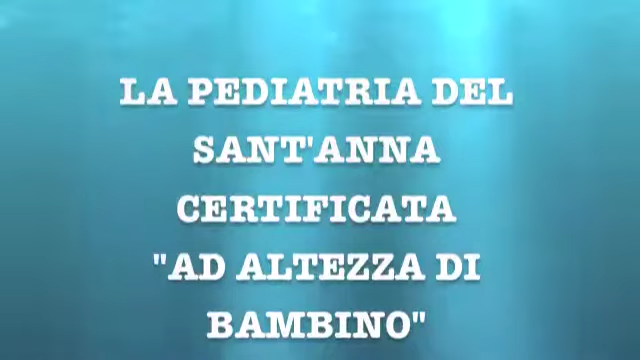 LA PEDIATRIA DEL
SANT'ANNA
CERTIFICATA
"AD ALTEZZA DI
BAMBINO"